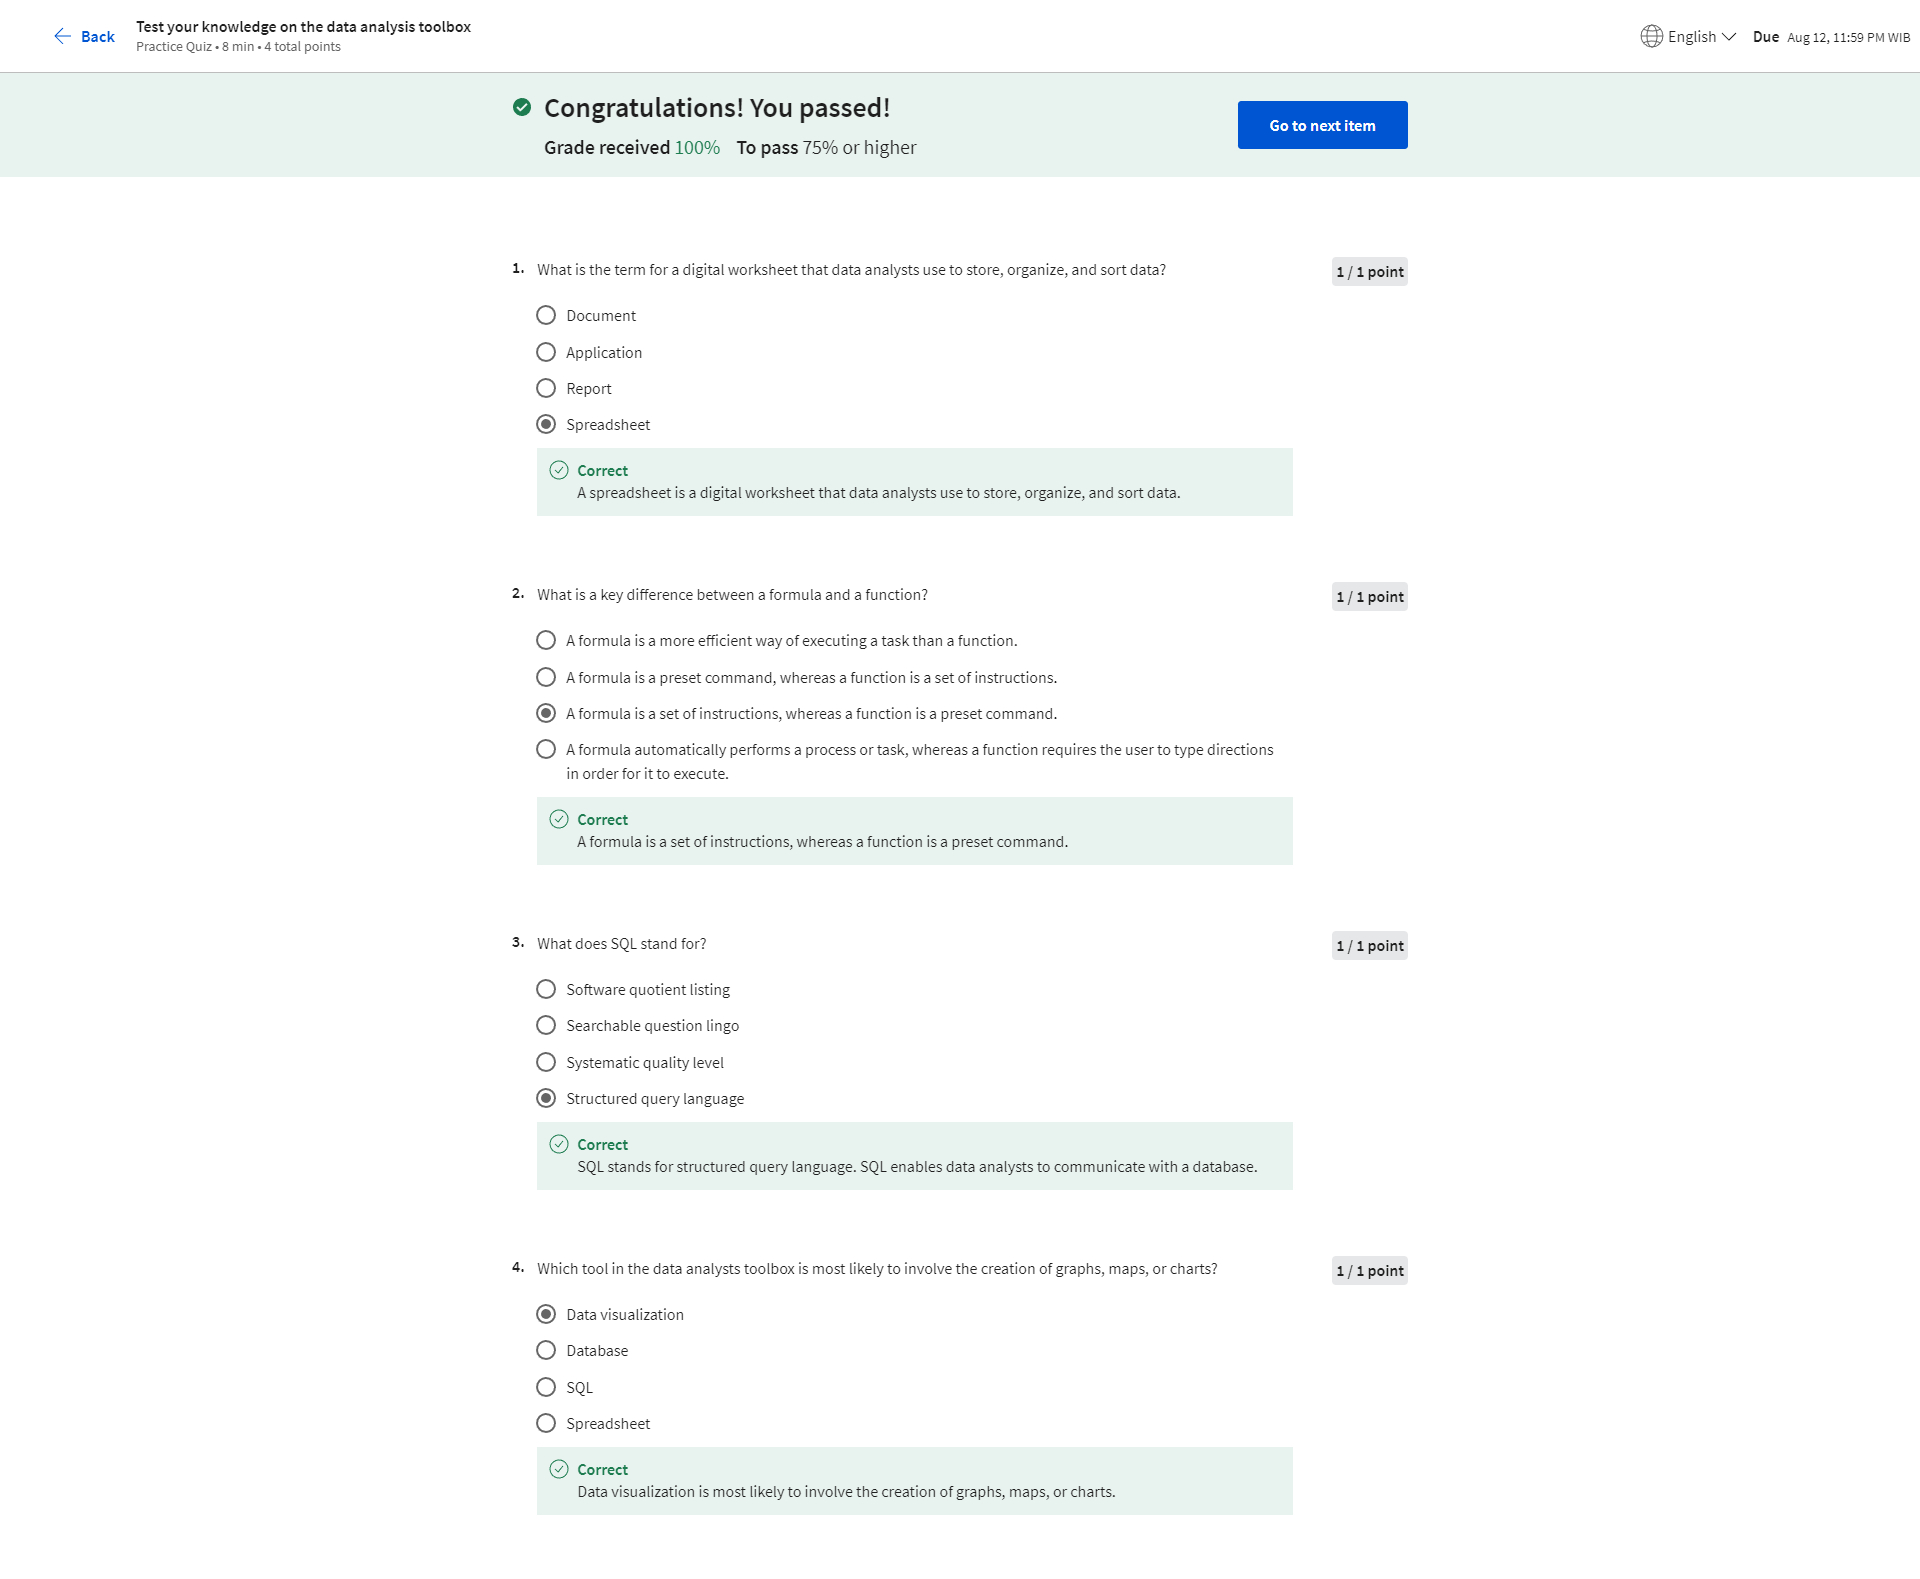 Back
Test your knowledge on the data analysis toolbox
Practice Quiz • 8 min • 4 total points
English
Due Aug 12, 11:59 PM WIB
Congratulations! You passed!
Grade received 100% To pass 75% or higher
Go to next item
1. What is the term for a digital worksheet that data analysts use to store, organize, and sort data?
1 / 1 point
Document
Application
Report
Spreadsheet
Correct
A spreadsheet is a digital worksheet that data analysts use to store, organize, and sort data.
2. What is a key difference between a formula and a function?
1 / 1 point
A formula is a more efficient way of executing a task than a function.
A formula is a preset command, whereas a function is a set of instructions.
A formula is a set of instructions, whereas a function is a preset command.
A formula automatically performs a process or task, whereas a function requires the user to type directions
in order for it to execute.
Correct
A formula is a set of instructions, whereas a function is a preset command.
3. What does SQL stand for?
1 / 1 point
Software quotient listing
Searchable question lingo
Systematic quality level
Structured query language
Correct
SQL stands for structured query language. SQL enables data analysts to communicate with a database.
4. Which tool in the data analysts toolbox is most likely to involve the creation of graphs, maps, or charts?
1 / 1 point
Data visualization
Database
SQL
Spreadsheet
Correct
Data visualization is most likely to involve the creation of graphs, maps, or charts.